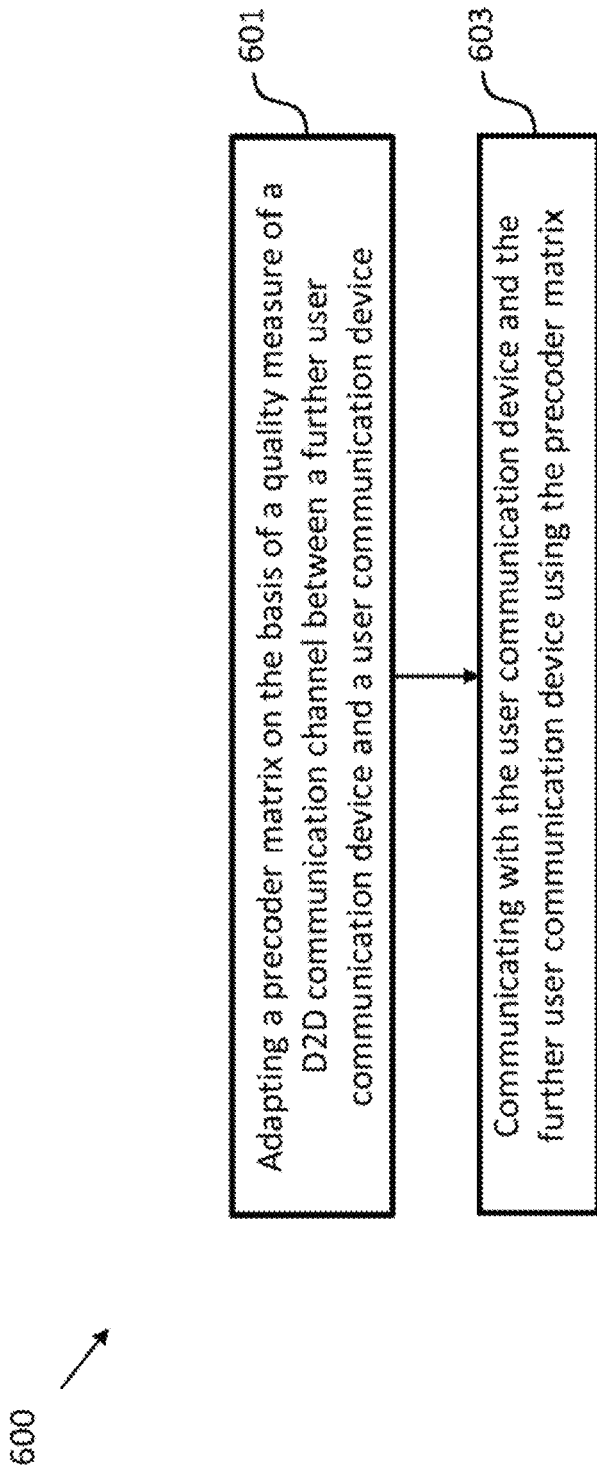 600
Adapting a precoder matrix on the basis of a quality measure of a
D2D communication channel between a further user
communication device and a user communication device
601
Communicating with the user communication device and the
further user communication device using the precoder matrix
603